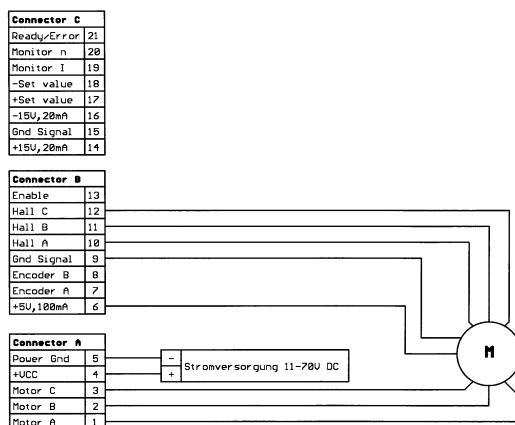 Connector C
Ready/Error 21
Monitor n 20
Monitor I 19
-Set value 18
+Set value 17
-15V,20mA 16
Gnd Signal 15
+15V,20mA 14
Connector B
Enable 13
Hall C 12
Hall B 11
Hall A 10
Gnd Signal 9
Encoder B 8
Encoder A 7
+5V,100mA 6
M
Connector A
Power Gnd 5
+VCC 4
- 
+ 
Stromversorgung 11-70V DC
Motor C 3
Motor B 2
Motor A 1